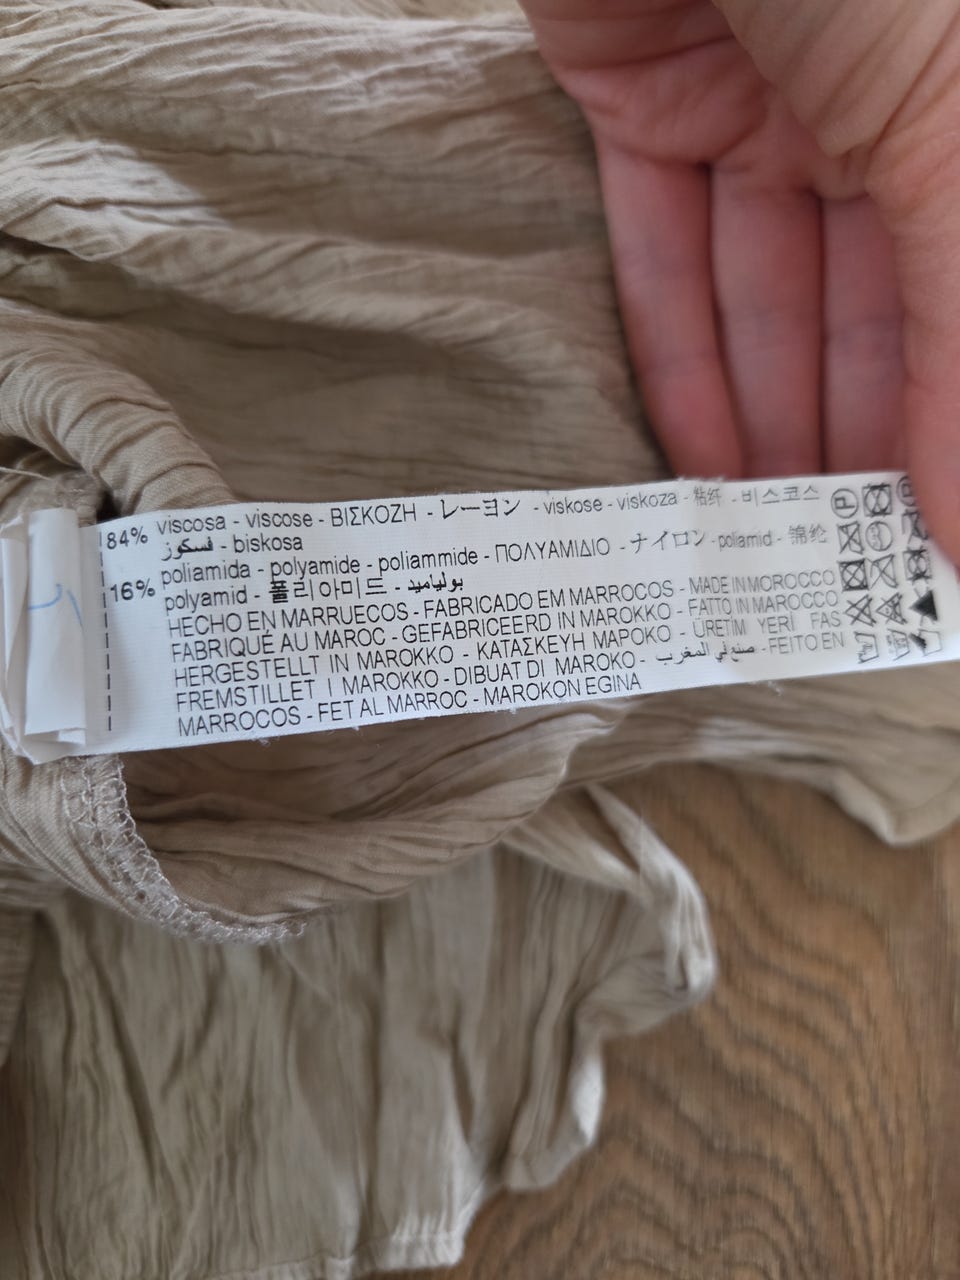 84% viscosa - viscose - ΒΙΣΚΟΖΗ - レーヨン - viskose - viskoza - 粘纤 - 비스코스
فسكوز - biskosa
16% poliamida - polyamide - poliammide - ΠΟΛΥΑΜΙΔΙΟ - ナイロン - poliamid - 锦纶
polyamid - 폴리아미드 - بولياميد
HECHO EN MARRUECOS - FABRICADO EM MARROCOS - MADE IN MOROCCO
FABRIQUÉ AU MAROC - GEFABRICEERD IN MAROKKO - FATTO IN MAROCCO
HERGESTELLT IN MAROKKO - ΚΑΤΑΣΚΕΥΗ ΜΑΡΟΚΟ - ÜRETİM YERİ FAS
FREMSTILLET I MAROKKO - DIBUAT DI MAROKO - صنع في المغرب - FEITO EN
MARROCOS - FET AL MARROC - MAROKON EGINA